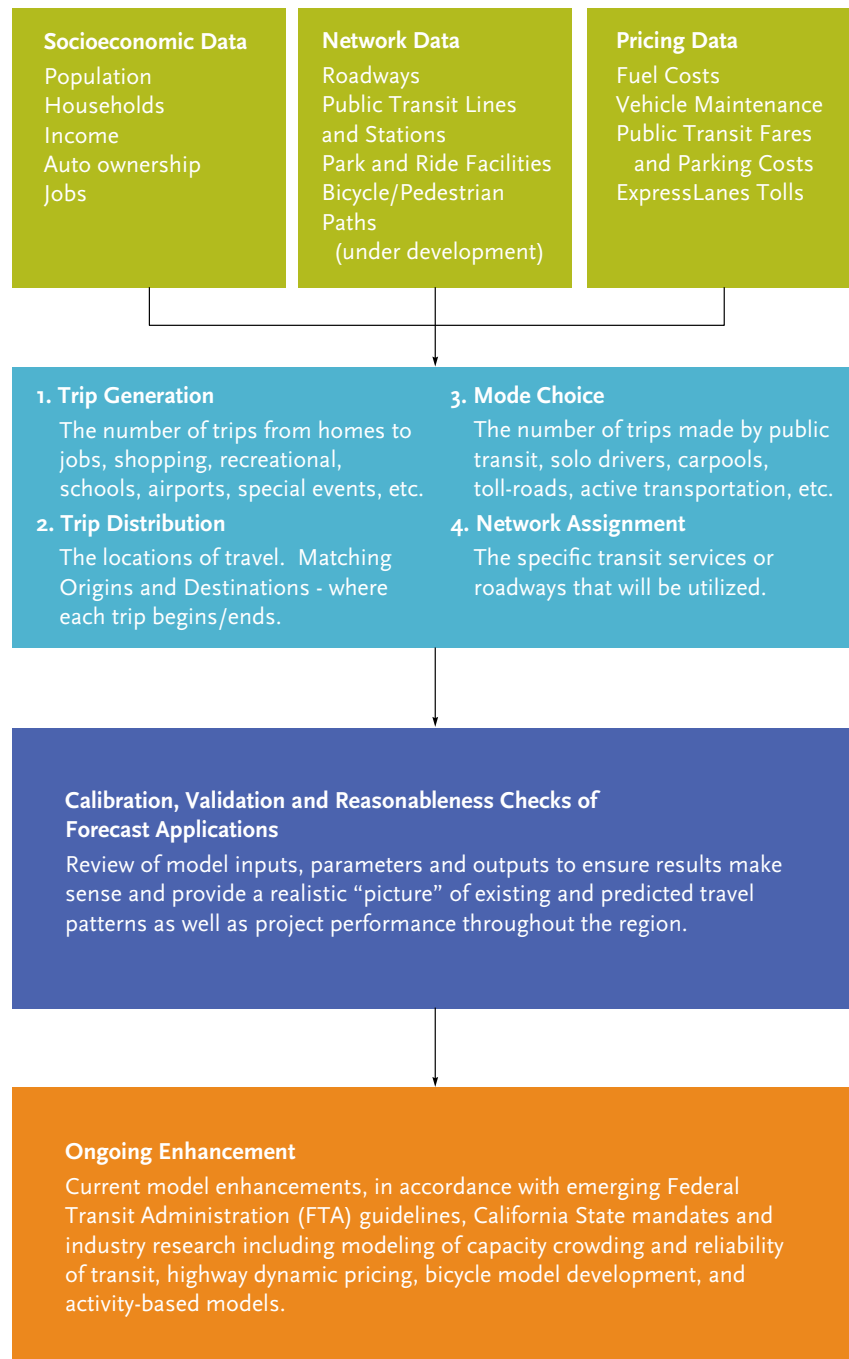 Socioeconomic Data
Population
Households
Income
Auto ownership
Jobs
Network Data
Roadways
Public Transit Lines
and Stations
Park and Ride Facilities
Bicycle/Pedestrian
Paths
(under development)
Pricing Data
Fuel Costs
Vehicle Maintenance
Public Transit Fares
and Parking Costs
ExpressLanes Tolls
1. Trip Generation
The number of trips from homes to
jobs, shopping, recreational,
schools, airports, special events, etc.
2. Trip Distribution
The locations of travel.  Matching
Origins and Destinations - where
each trip begins/ends.
3. Mode Choice
The number of trips made by public
transit, solo drivers, carpools,
toll-roads, active transportation, etc.
4. Network Assignment
The specific transit services or
roadways that will be utilized.
Calibration, Validation and Reasonableness Checks of
Forecast Applications
Review of model inputs, parameters and outputs to ensure results make
sense and provide a realistic “picture” of existing and predicted travel
patterns as well as project performance throughout the region.
Ongoing Enhancement
Current model enhancements, in accordance with emerging Federal
Transit Administration (FTA) guidelines, California State mandates and
industry research including modeling of capacity crowding and reliability
of transit, highway dynamic pricing, bicycle model development, and
activity-based models.